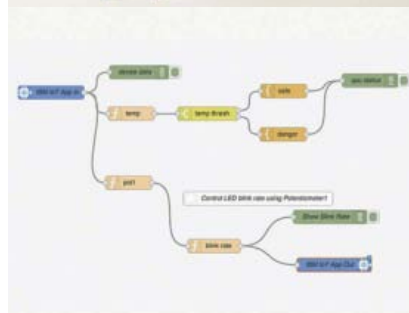 IBM IoT App In
device data
temp
temp thresh
safe
danger
cpu status
pot1
Control LED blink rate using Potentiometer1
blink rate
Show Blink Rate
IBM IoT App Out